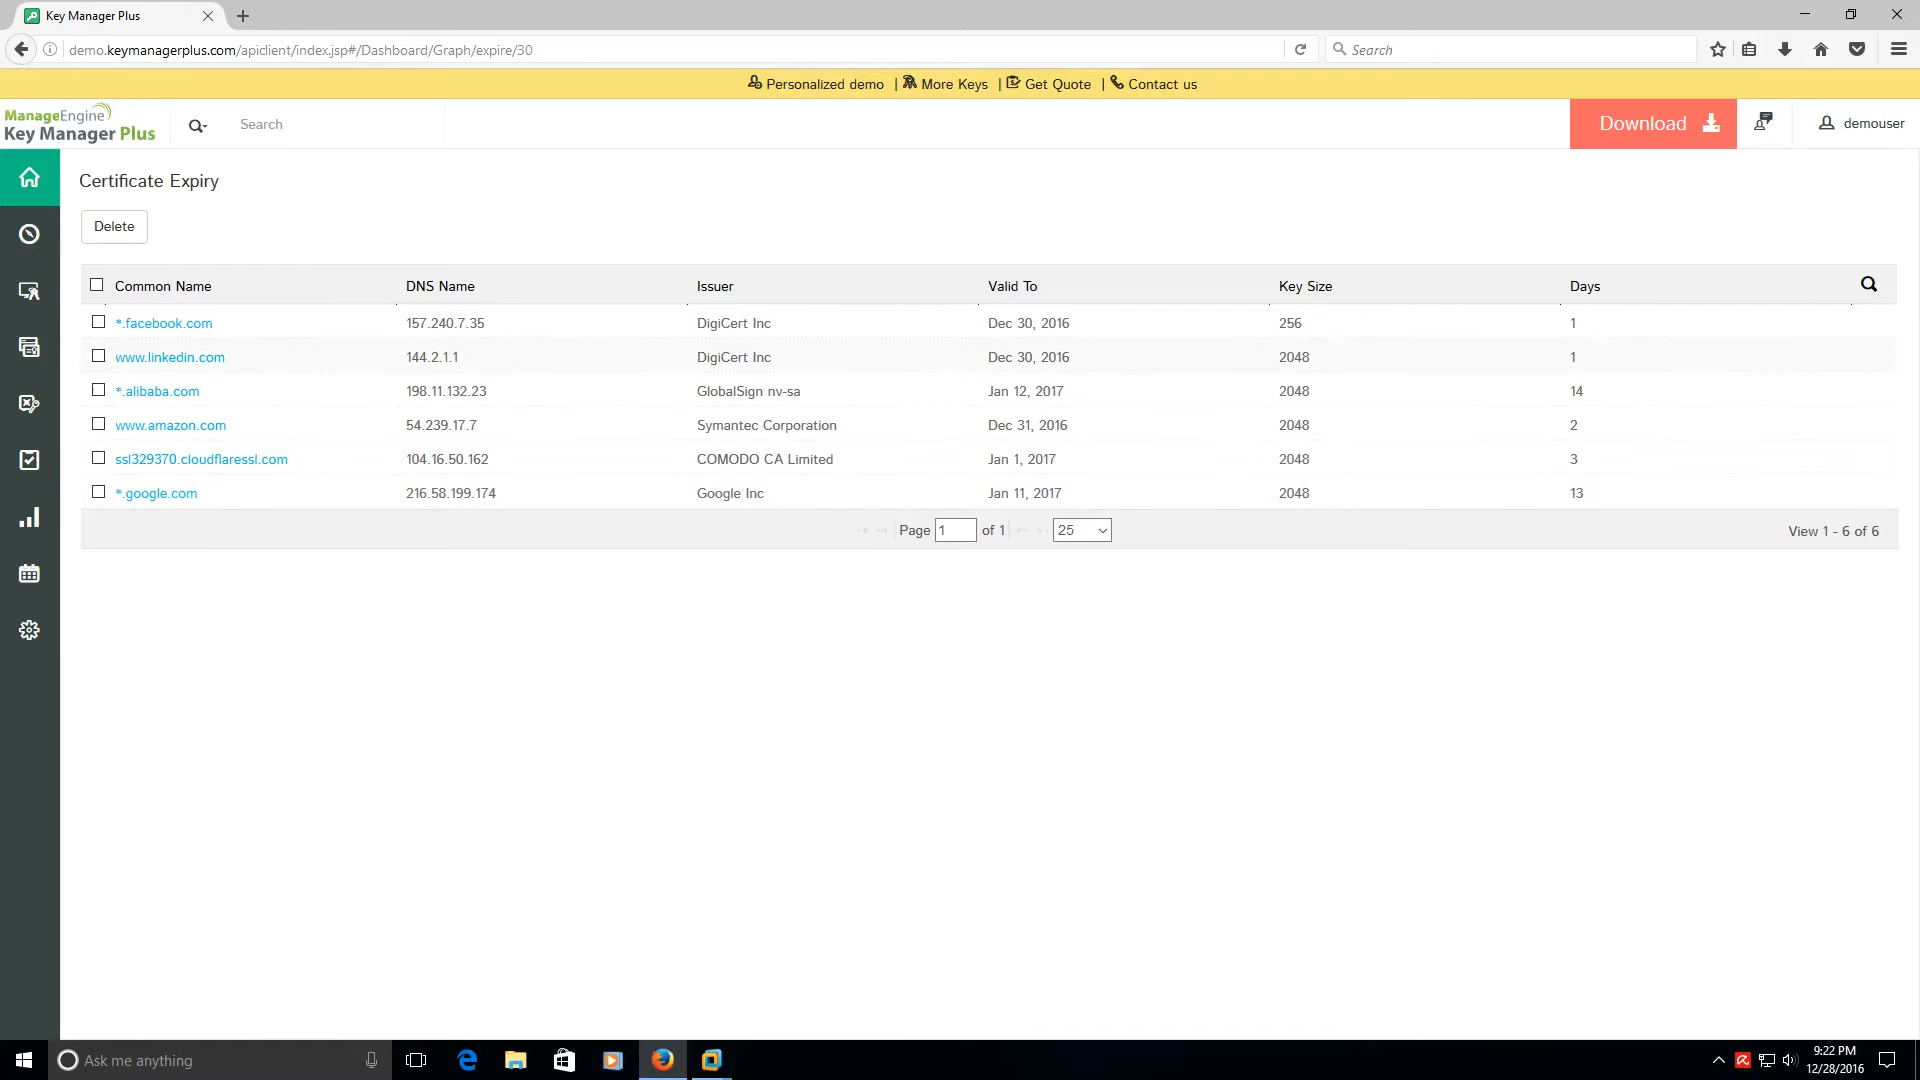 Key Manager Plus
demo.keymanagerplus.com/apiclient/index.jsp#/Dashboard/Graph/expire/30
Search
Personalized demo | More Keys | Get Quote | Contact us
ManageEngine
Key Manager Plus
Search
Download
demouser
Certificate Expiry
Delete
Common Name DNS Name Issuer Valid To Key Size Days
*.facebook.com 157.240.7.35 DigiCert Inc Dec 30, 2016 256 1
www.linkedin.com 144.2.1.1 DigiCert Inc Dec 30, 2016 2048 1
*.alibaba.com 198.11.132.23 GlobalSign nv-sa Jan 12, 2017 2048 14
www.amazon.com 54.239.17.7 Symantec Corporation Dec 31, 2016 2048 2
ssl329370.cloudflaressl.com 104.16.50.162 COMODO CA Limited Jan 1, 2017 2048 3
*.google.com 216.58.199.174 Google Inc Jan 11, 2017 2048 13
Page 1 of 1 25 View 1 - 6 of 6
Ask me anything
9:22 PM
12/28/2016